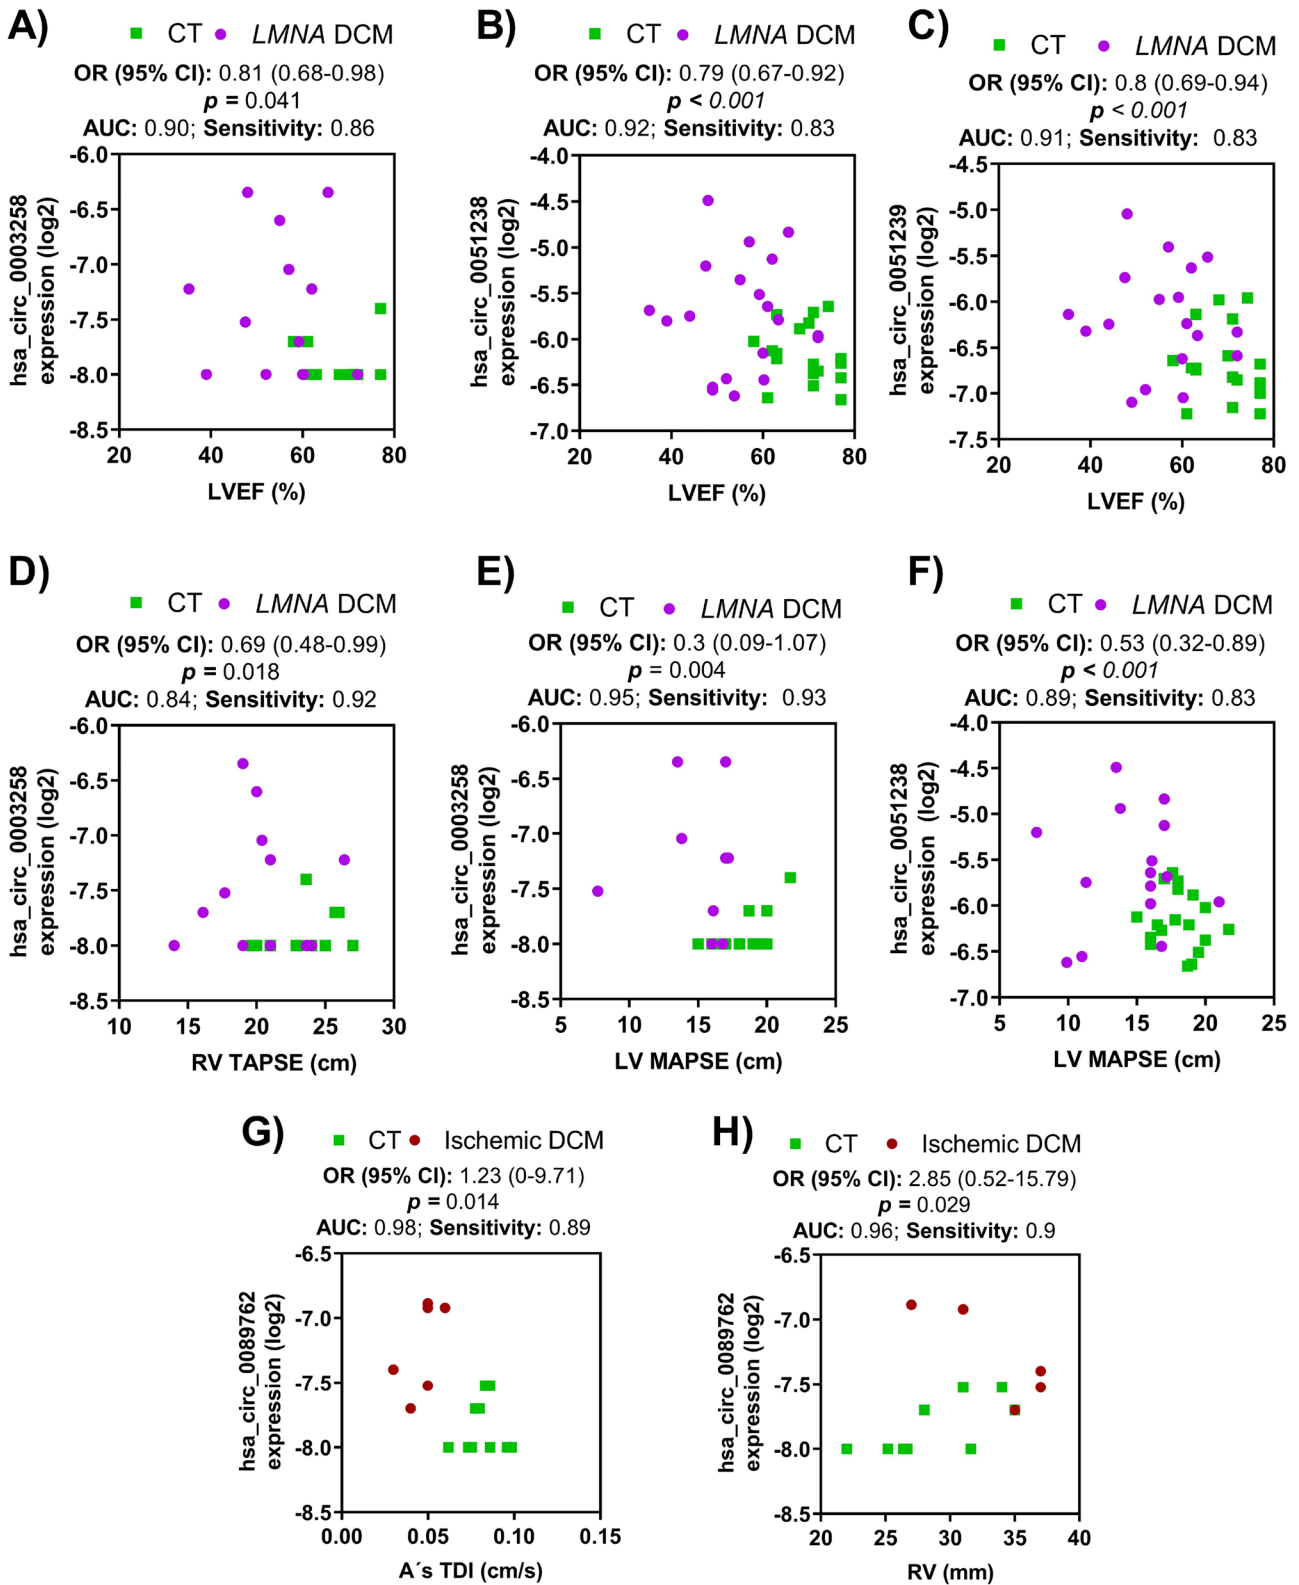 A)
CT LMNA DCM
OR (95% CI): 0.81 (0.68-0.98)
p = 0.041
AUC: 0.90; Sensitivity: 0.86
hsa_circ_0003258
expression (log2)
-6.0
-6.5
-7.0
-7.5
-8.0
-8.5
20 40 60 80
LVEF (%)
B)
CT LMNA DCM
OR (95% CI): 0.79 (0.67-0.92)
p < 0.001
AUC: 0.92; Sensitivity: 0.83
hsa_circ_0051238
expression (log2)
-4.0
-4.5
-5.0
-5.5
-6.0
-6.5
-7.0
20 40 60 80
LVEF (%)
C)
CT LMNA DCM
OR (95% CI): 0.8 (0.69-0.94)
p < 0.001
AUC: 0.91; Sensitivity: 0.83
hsa_circ_0051239
expression (log2)
-4.5
-5.0
-5.5
-6.0
-6.5
-7.0
-7.5
20 40 60 80
LVEF (%)
D)
CT LMNA DCM
OR (95% CI): 0.69 (0.48-0.99)
p = 0.018
AUC: 0.84; Sensitivity: 0.92
hsa_circ_0003258
expression (log2)
-6.0
-6.5
-7.0
-7.5
-8.0
-8.5
10 15 20 25 30
RV TAPSE (cm)
E)
CT LMNA DCM
OR (95% CI): 0.3 (0.09-1.07)
p = 0.004
AUC: 0.95; Sensitivity: 0.93
hsa_circ_0003258
expression (log2)
-6.0
-6.5
-7.0
-7.5
-8.0
-8.5
5 10 15 20 25
LV MAPSE (cm)
F)
CT LMNA DCM
OR (95% CI): 0.53 (0.32-0.89)
p < 0.001
AUC: 0.89; Sensitivity: 0.83
hsa_circ_0051238
expression (log2)
-4.0
-4.5
-5.0
-5.5
-6.0
-6.5
-7.0
5 10 15 20 25
LV MAPSE (cm)
G)
CT Ischemic DCM
OR (95% CI): 1.23 (0-9.71)
p = 0.014
AUC: 0.98; Sensitivity: 0.89
hsa_circ_0089762
expression (log2)
-6.5
-7.0
-7.5
-8.0
-8.5
0.00 0.05 0.10 0.15
A´s TDI (cm/s)
H)
CT Ischemic DCM
OR (95% CI): 2.85 (0.52-15.79)
p = 0.029
AUC: 0.96; Sensitivity: 0.9
hsa_circ_0089762
expression (log2)
-6.5
-7.0
-7.5
-8.0
-8.5
20 25 30 35 40
RV (mm)